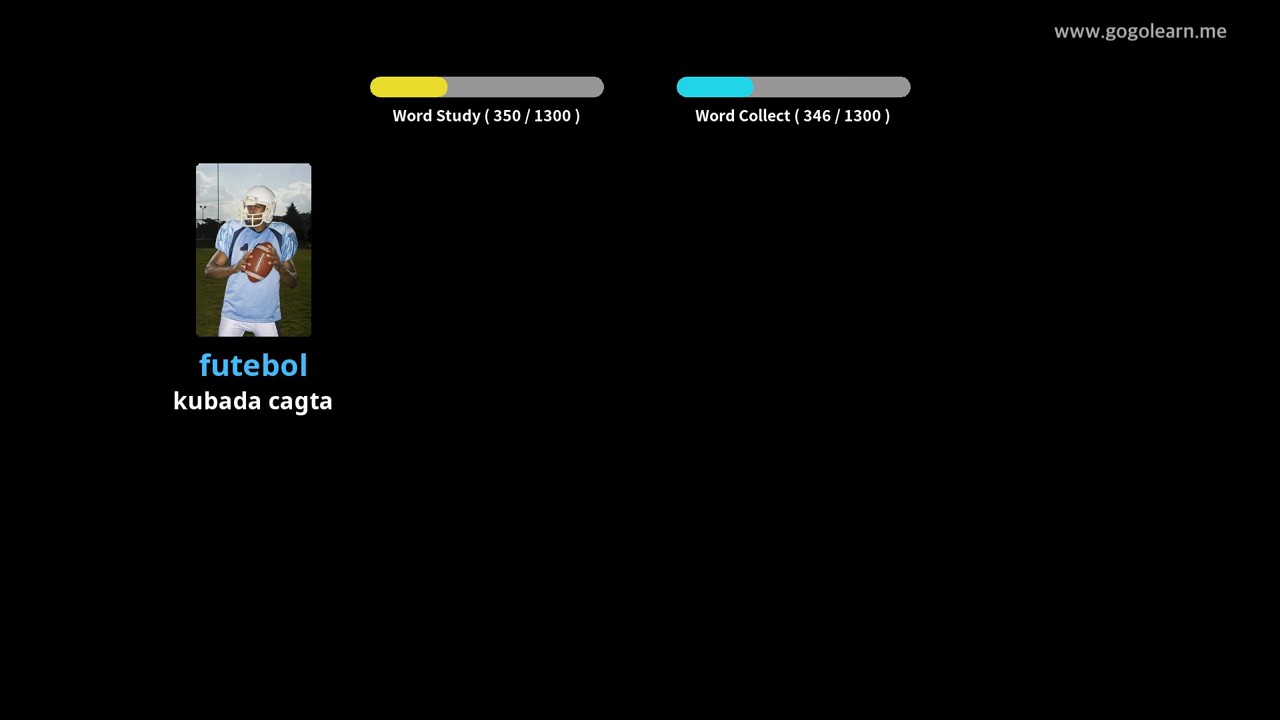 www.gogolearn.me
Word Study ( 350 / 1300 )
Word Collect ( 346 / 1300 )
futebol
kubada cagta